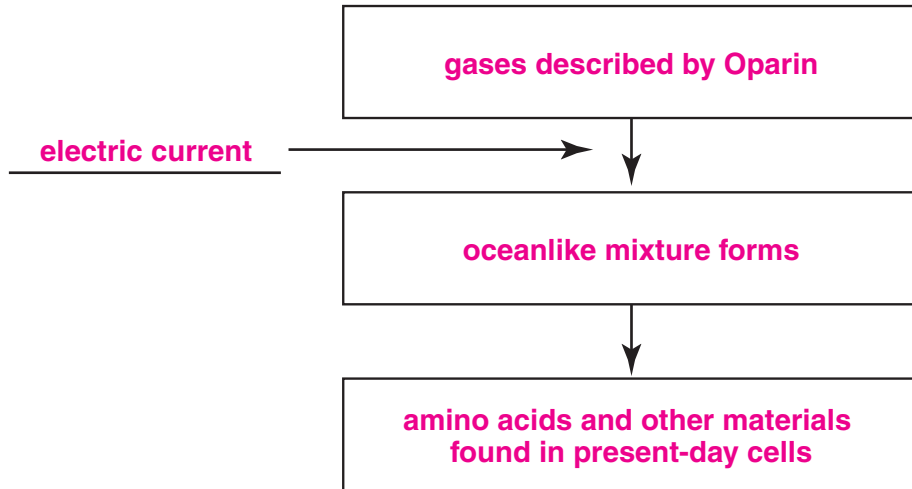 gases described by Oparin
electric current
oceanlike mixture forms
amino acids and other materials
found in present-day cells